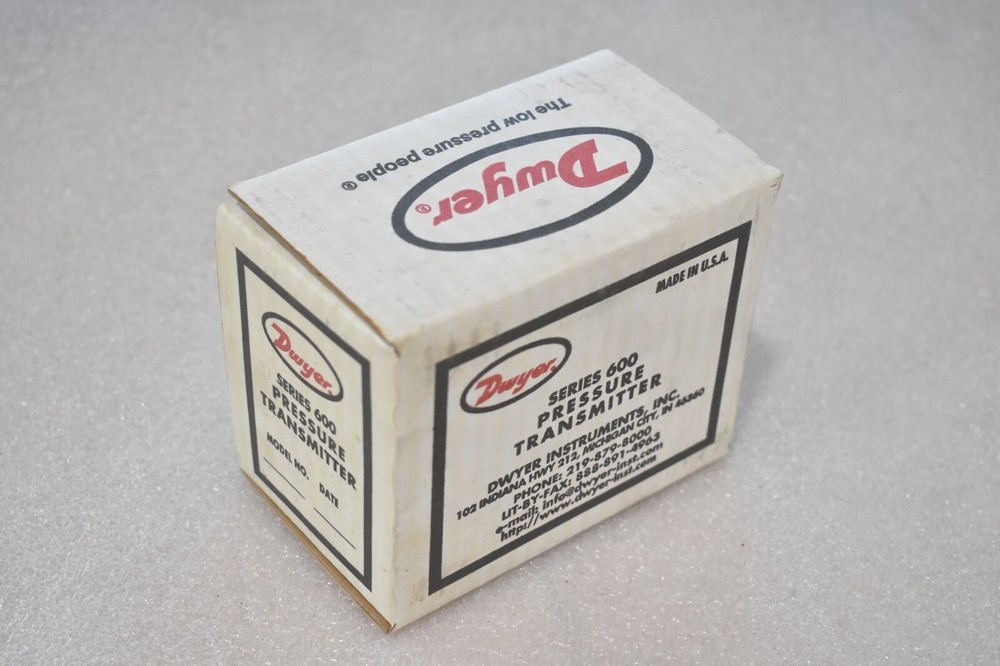 The low pressure people®
Dwyer®
Dwyer
SERIES 600
PRESSURE
TRANSMITTER
MODEL NO.
DATE
MADE IN U.S.A.
Dwyer
SERIES 600
PRESSURE
TRANSMITTER
DWYER INSTRUMENTS, INC.
102 INDIANA HWY 212, MICHIGAN CITY, IN 46360
PHONE: 219-879-8000
LIT-BY-FAX: 888-891-4963
e-mail: info@dwyer-inst.com
http://www.dwyer-inst.com